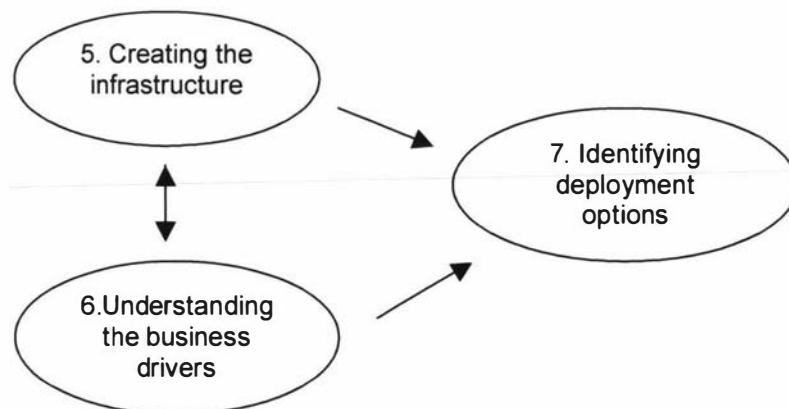 5. Creating the
infrastructure
7. Identifying
deployment
options
6.Understanding
the business
drivers